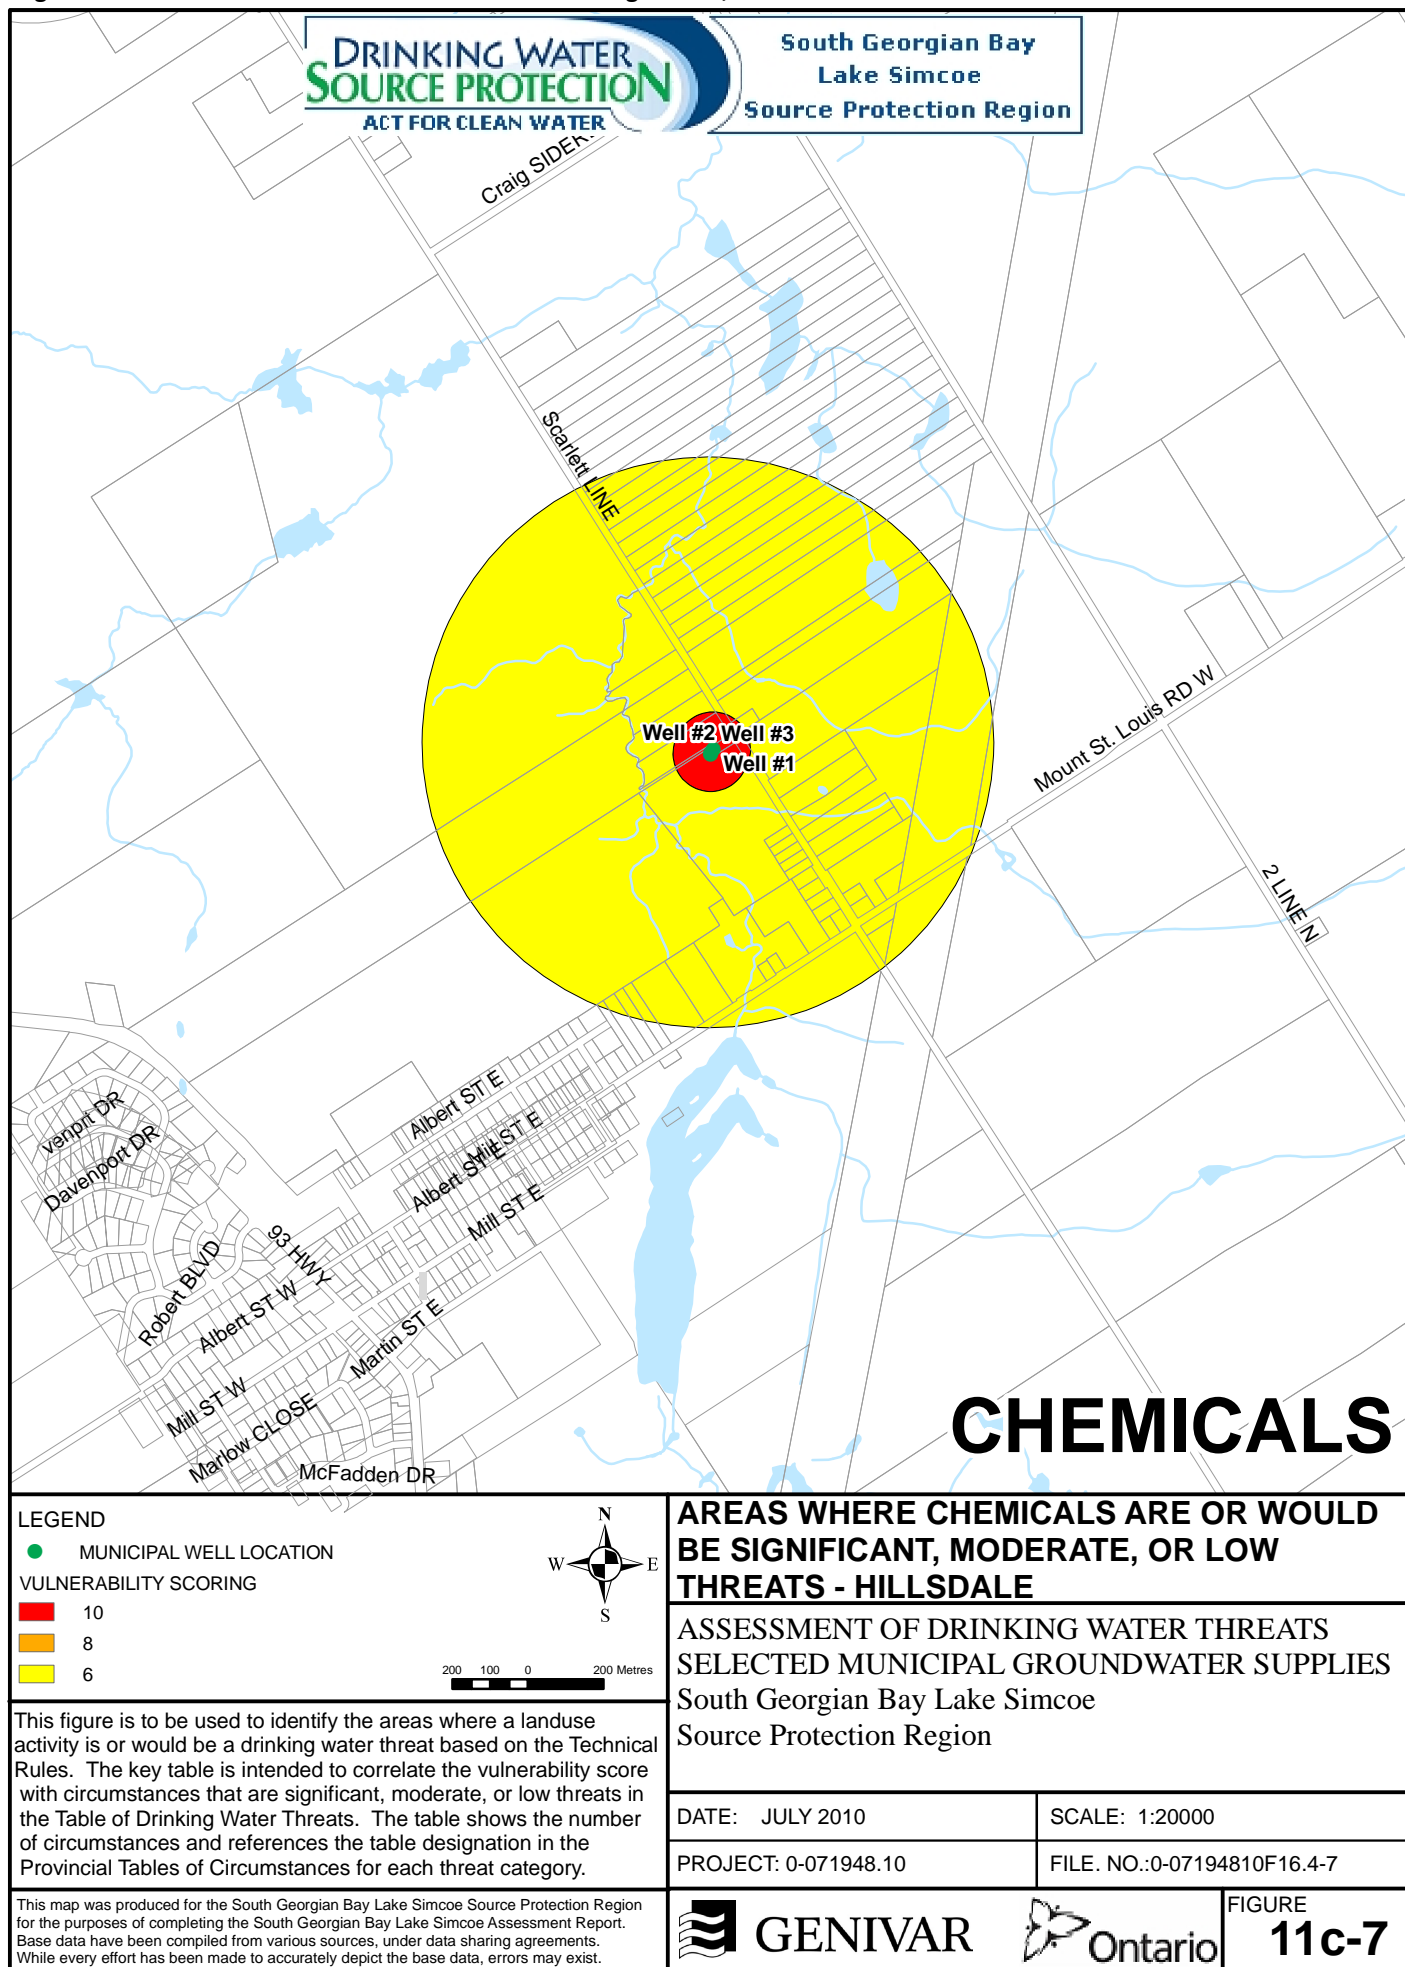 DRINKING WATER
SOURCE PROTECTION
ACT FOR CLEAN WATER
South Georgian Bay
Lake Simcoe
Source Protection Region
Craig
Scarlett LINE
Well #2
Well #3
Well #1
Mount St. Louis RD W
2 LINE N
Albert ST E
Mill ST E
Albert ST E
Mill ST E
venprt DR
Davenport DR
93 HWY
Robert BLVD
Albert ST W
Martin ST E
Mill ST W
Marlow CLOSE
McFadden DR
CHEMICALS
LEGEND
MUNICIPAL WELL LOCATION
VULNERABILITY SCORING
10
8
6
N
W E
S
200 100 0 200 Metres
This figure is to be used to identify the areas where a landuse
activity is or would be a drinking water threat based on the Technical
Rules. The key table is intended to correlate the vulnerability score
with circumstances that are significant, moderate, or low threats in
the Table of Drinking Water Threats. The table shows the number
of circumstances and references the table designation in the
Provincial Tables of Circumstances for each threat category.
This map was produced for the South Georgian Bay Lake Simcoe Source Protection Region
for the purposes of completing the South Georgian Bay Lake Simcoe Assessment Report.
Base data have been compiled from various sources, under data sharing agreements.
While every effort has been made to accurately depict the base data, errors may exist.
AREAS WHERE CHEMICALS ARE OR WOULD
BE SIGNIFICANT, MODERATE, OR LOW
THREATS - HILLSDALE
ASSESSMENT OF DRINKING WATER THREATS
SELECTED MUNICIPAL GROUNDWATER SUPPLIES
South Georgian Bay Lake Simcoe
Source Protection Region
DATE: JULY 2010
SCALE: 1:20000
PROJECT: 0-071948.10
FILE. NO.:0-07194810F16.4-7
GENIVAR
Ontario
FIGURE
11c-7